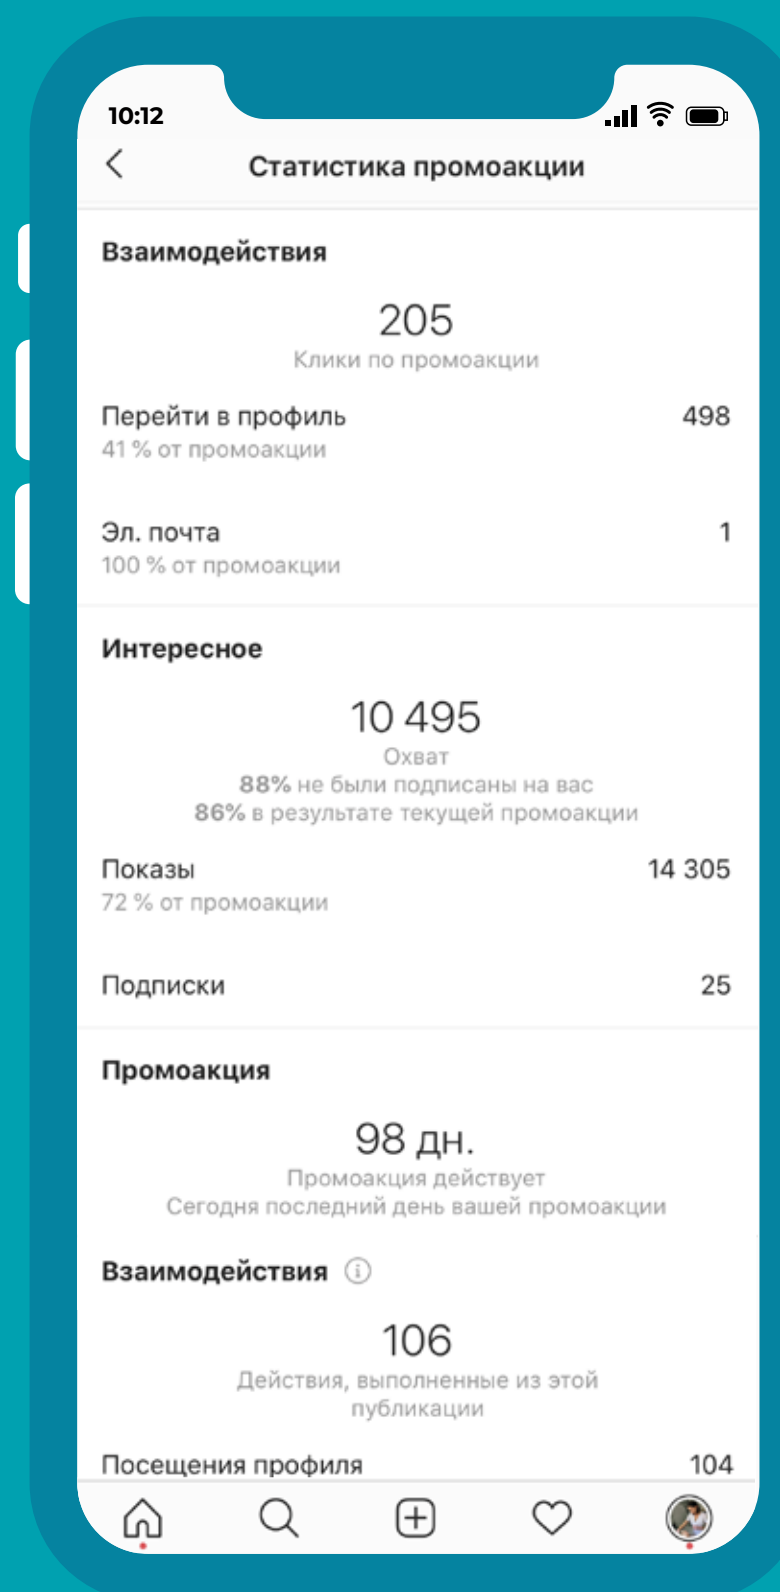 10:12
Статистика промоакции
Взаимодействия
205
Клики по промоакции
Перейти в профиль 498
41 % от промоакции
Эл. почта 1
100 % от промоакции
Интересное
10 495
Охват
88% не были подписаны на вас
86% в результате текущей промоакции
Показы 14 305
72 % от промоакции
Подписки 25
Промоакция
98 дн.
Промоакция действует
Сегодня последний день вашей промоакции
Взаимодействия
106
Действия, выполненные из этой
публикации
Посещения профиля 104